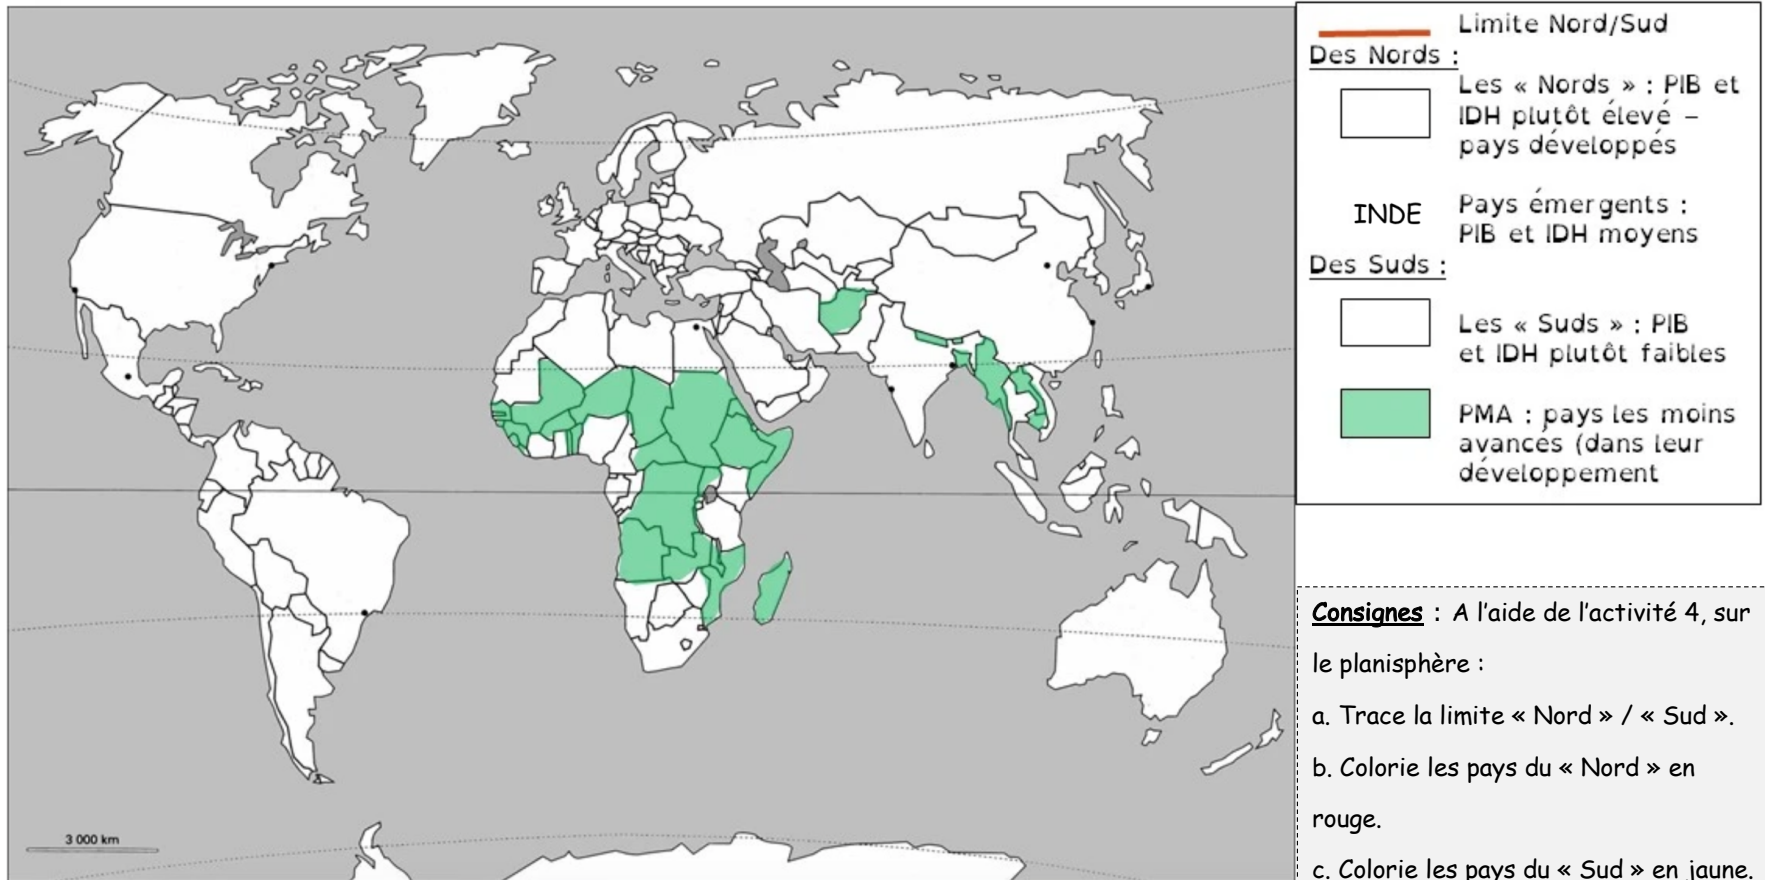 Limite Nord/Sud
Des Nords :
Les « Nords » : PIB et
IDH plutôt élevé –
pays développés
INDE
Pays émergents :
PIB et IDH moyens
Des Suds :
Les « Suds » : PIB
et IDH plutôt faibles
PMA : pays les moins
avancés (dans leur
développement
Consignes : A l'aide de l'activité 4, sur
le planisphère :
a. Trace la limite « Nord » / « Sud ».
b. Colorie les pays du « Nord » en
rouge.
c. Colorie les pays du « Sud » en jaune.
3 000 km